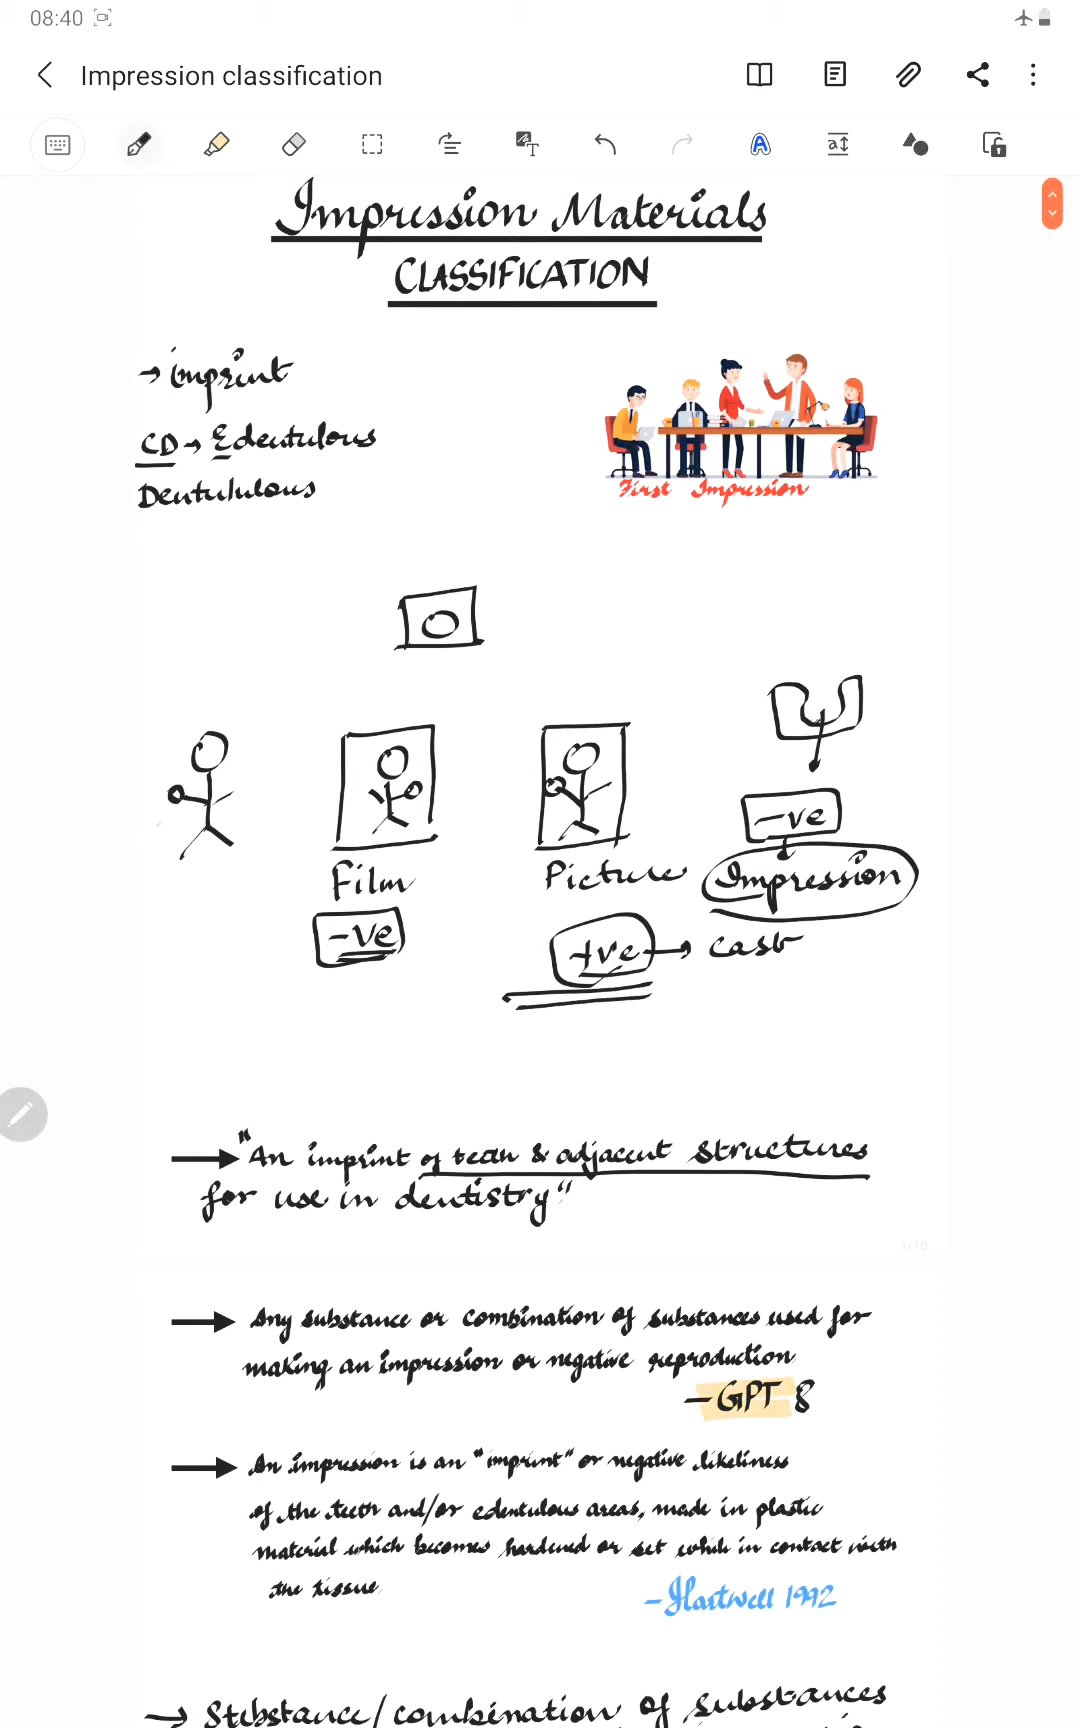 08:40
Impression classification
Impression Materials
CLASSIFICATION
→ imprint
CD → Edentulous
Dentululous
First Impression
Film
-ve
Picture
+ve → cast
-ve
Impression
→ "An imprint of teeth & adjacent structures
for use in dentistry"
1/10
→ Any substance or combination of substances used for
making an impression or negative reproduction
- GPT 8
→ An impression is an "imprint" or negative likeliness
of the teeth and/or edentulous areas, made in plastic
material which becomes hardened or set while in contact with
the tissue
- Hartwell 1992
→ Substance/combination of substances